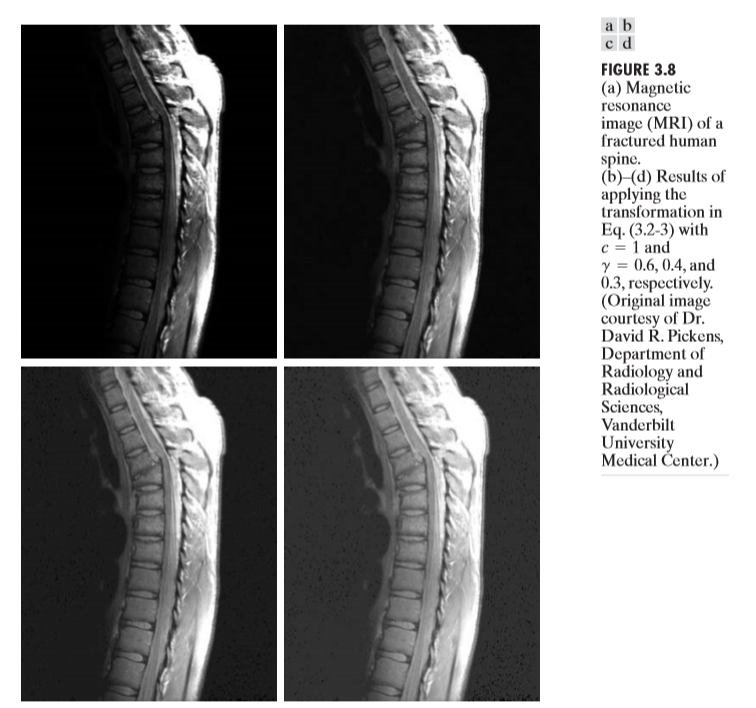 a b
c d
FIGURE 3.8
(a) Magnetic
resonance
image (MRI) of a
fractured human
spine.
(b)–(d) Results of
applying the
transformation in
Eq. (3.2-3) with
c = 1 and
γ = 0.6, 0.4, and
0.3, respectively.
(Original image
courtesy of Dr.
David R. Pickens,
Department of
Radiology and
Radiological
Sciences,
Vanderbilt
University
Medical Center.)